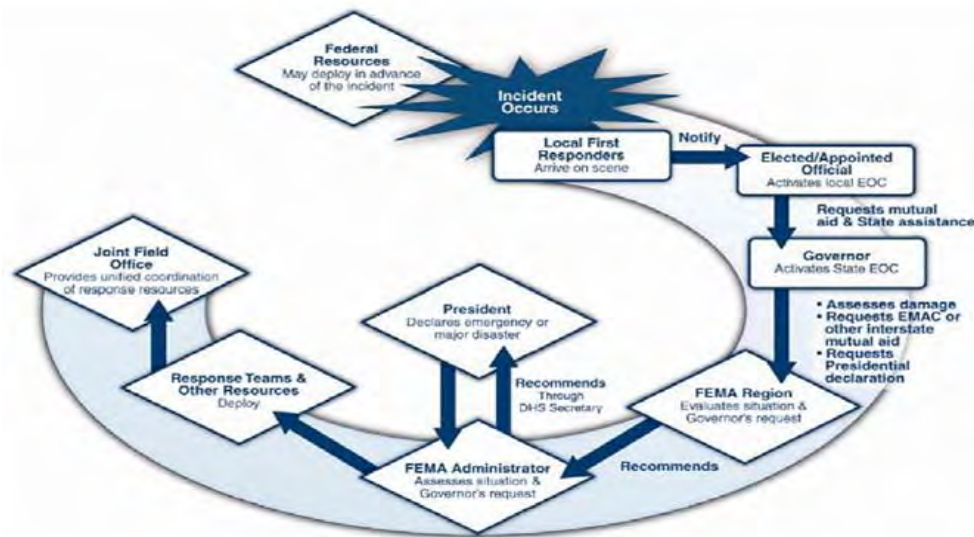 Federal
Resources
May deploy in advance
of the incident
Incident
Occurs
Local First
Responders
Arrive on scene
Notify
Elected/Appointed
Official
Activates local EOC
Requests mutual
aid & State assistance
Governor
Activates State EOC
• Assesses damage
• Requests EMAC or
other interstate
mutual aid
• Requests
Presidential
declaration
FEMA Region
Evaluates situation &
Governor's request
Recommends
FEMA Administrator
Assesses situation &
Governor's request
Recommends
Through
DHS Secretary
President
Declares emergency or
major disaster
Response Teams &
Other Resources
Deploy
Joint Field
Office
Provides unified coordination
of response resources